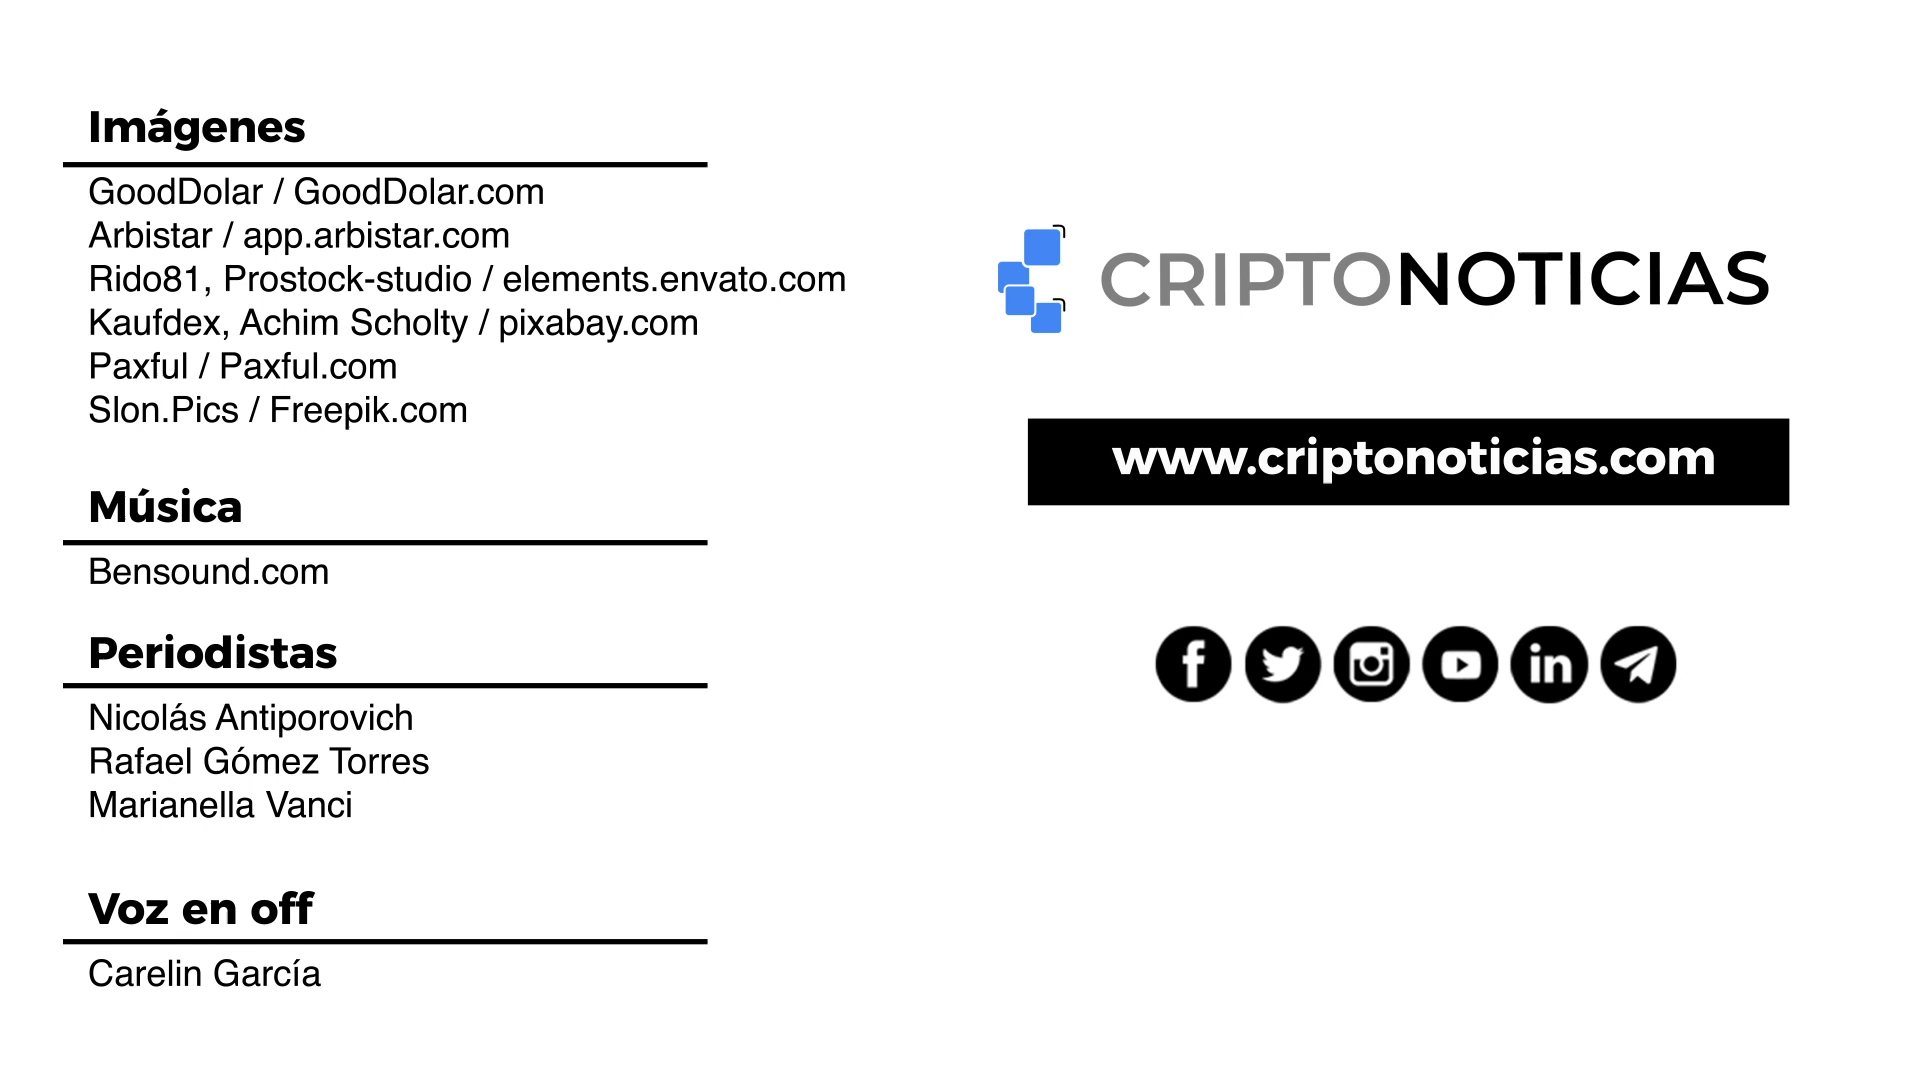 Imágenes
GoodDolar / GoodDolar.com
Arbistar / app.arbistar.com
Rido81, Prostock-studio / elements.envato.com
Kaufdex, Achim Scholty / pixabay.com
Paxful / Paxful.com
Slon.Pics / Freepik.com
Música
Bensound.com
Periodistas
Nicolás Antiporovich
Rafael Gómez Torres
Marianella Vanci
Voz en off
Carelin García
CRIPTONOTICIAS
www.criptonoticias.com